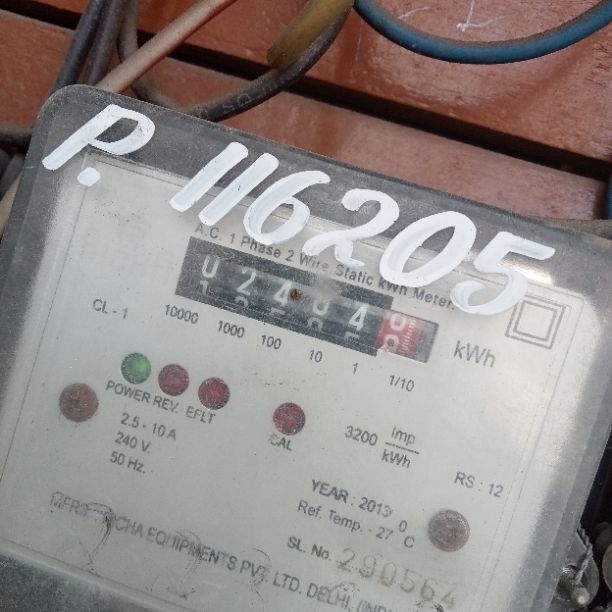 P. 116205
A.C. 1 Phase 2 Wire Static kWh Meter.
CL - 1
10000 1000 100 10 1 1/10
kWh
POWER REV. EFLT
CAL
2.5 - 10 A
240 V.
50 Hz.
3200 Imp/kWh
RS : 12
YEAR : 2013
Ref. Temp. - 27 °C
EQUIPMENTS PVT. LTD. DELHI,
SL. No. 290564